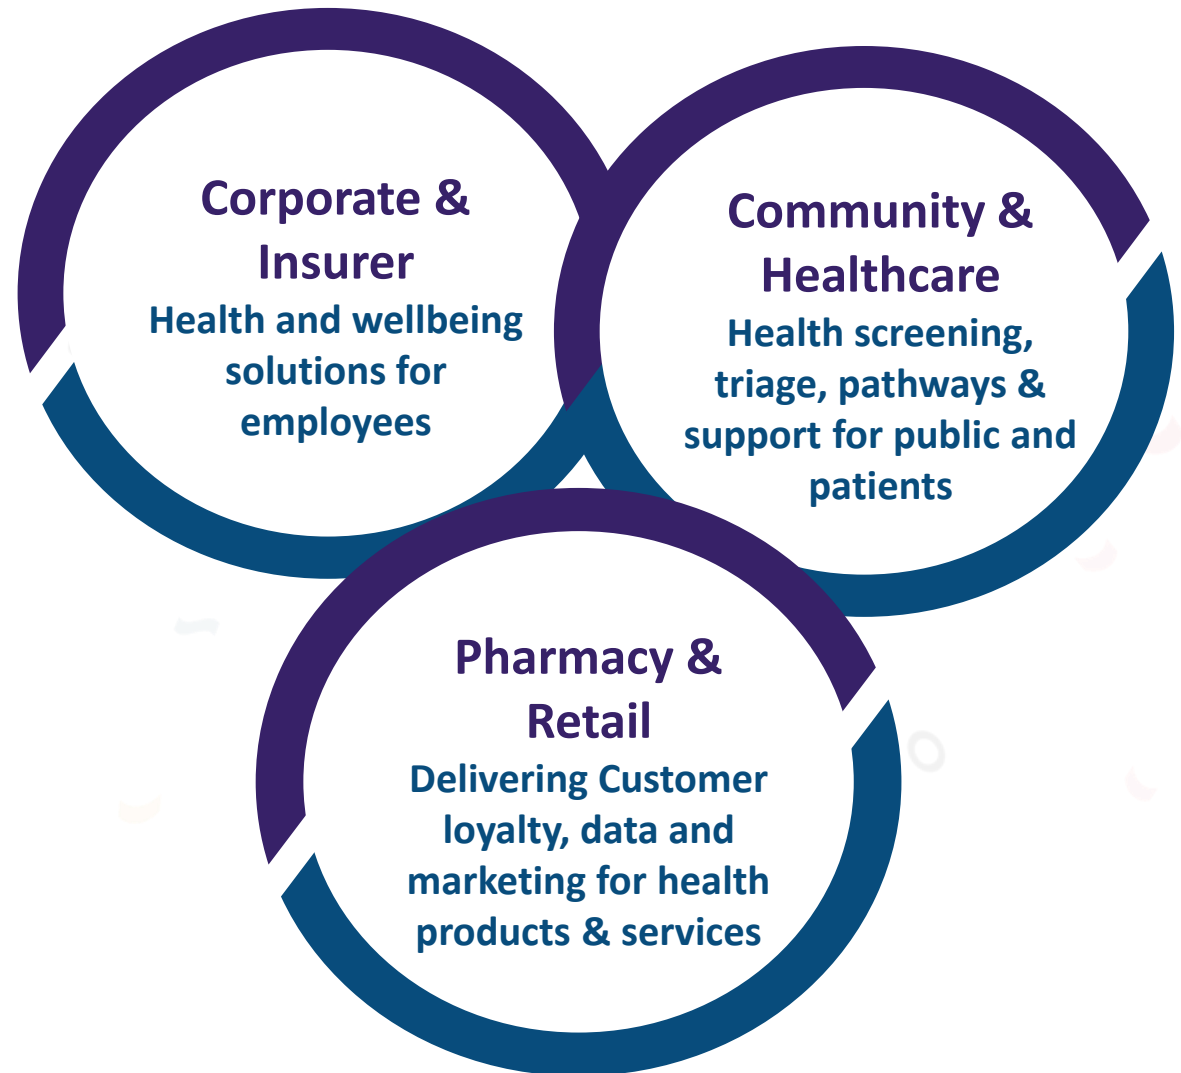 Corporate &
Insurer
Health and wellbeing
solutions for
employees
Community &
Healthcare
Health screening,
triage, pathways &
support for public and
patients
Pharmacy &
Retail
Delivering Customer
loyalty, data and
marketing for health
products & services